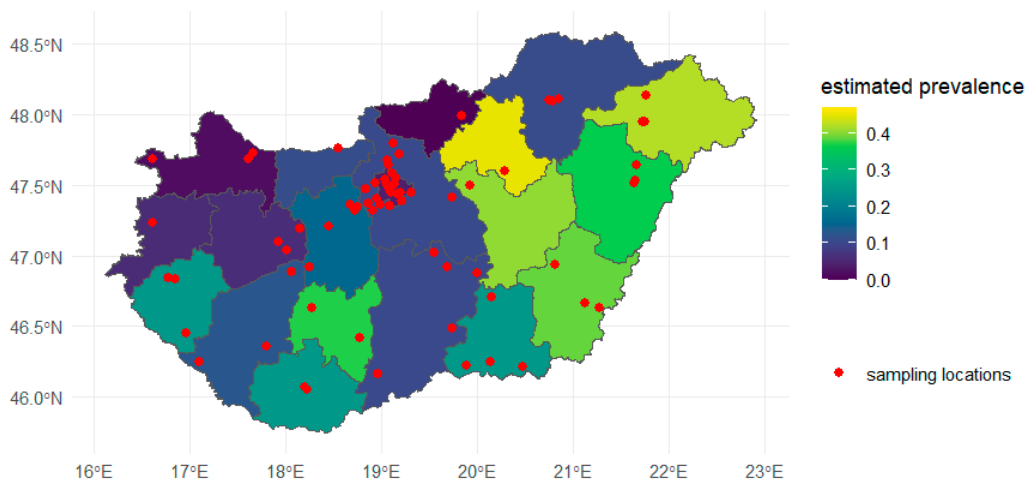 48.5°N
48.0°N
47.5°N
47.0°N
46.5°N
46.0°N
16°E 17°E 18°E 19°E 20°E 21°E 22°E 23°E
estimated prevalence
0.4
0.3
0.2
0.1
0.0
sampling locations